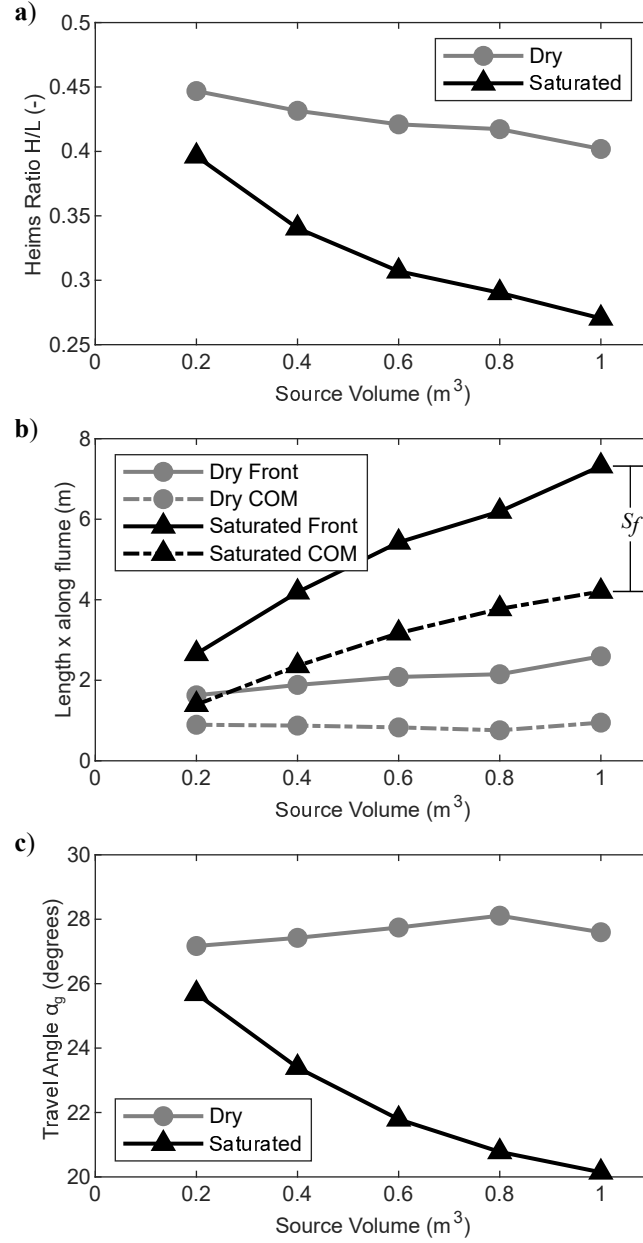 a)
0.5
0.45
0.4
0.35
0.3
0.25
Heims Ratio H/L (-)
Dry
Saturated
0 0.2 0.4 0.6 0.8 1
Source Volume (m³)
b)
8
6
4
2
0
Length x along flume (m)
Dry Front
Dry COM
Saturated Front
Saturated COM
Sf
0 0.2 0.4 0.6 0.8 1
Source Volume (m³)
c)
30
28
26
24
22
20
Travel Angle αg (degrees)
Dry
Saturated
0 0.2 0.4 0.6 0.8 1
Source Volume (m³)